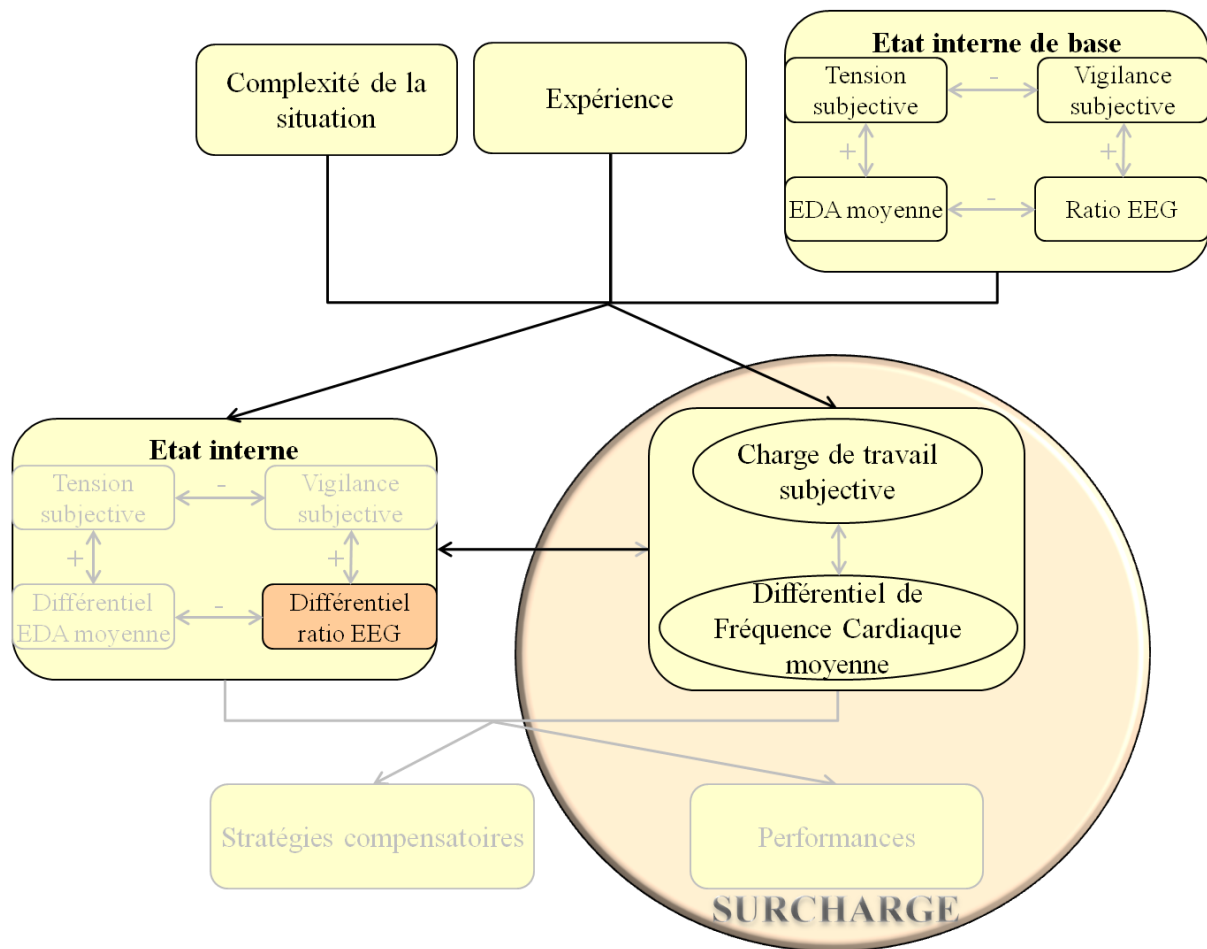 Complexité de la
situation
Expérience
Etat interne de base
Tension
subjective
-
Vigilance
subjective
+
+
EDA moyenne
-
Ratio EEG
Etat interne
Tension
subjective
-
Vigilance
subjective
+
+
Différentiel
EDA moyenne
-
Différentiel
ratio EEG
Charge de travail
subjective
Différentiel de
Fréquence Cardiaque
moyenne
Stratégies compensatoires
Performances
SURCHARGE